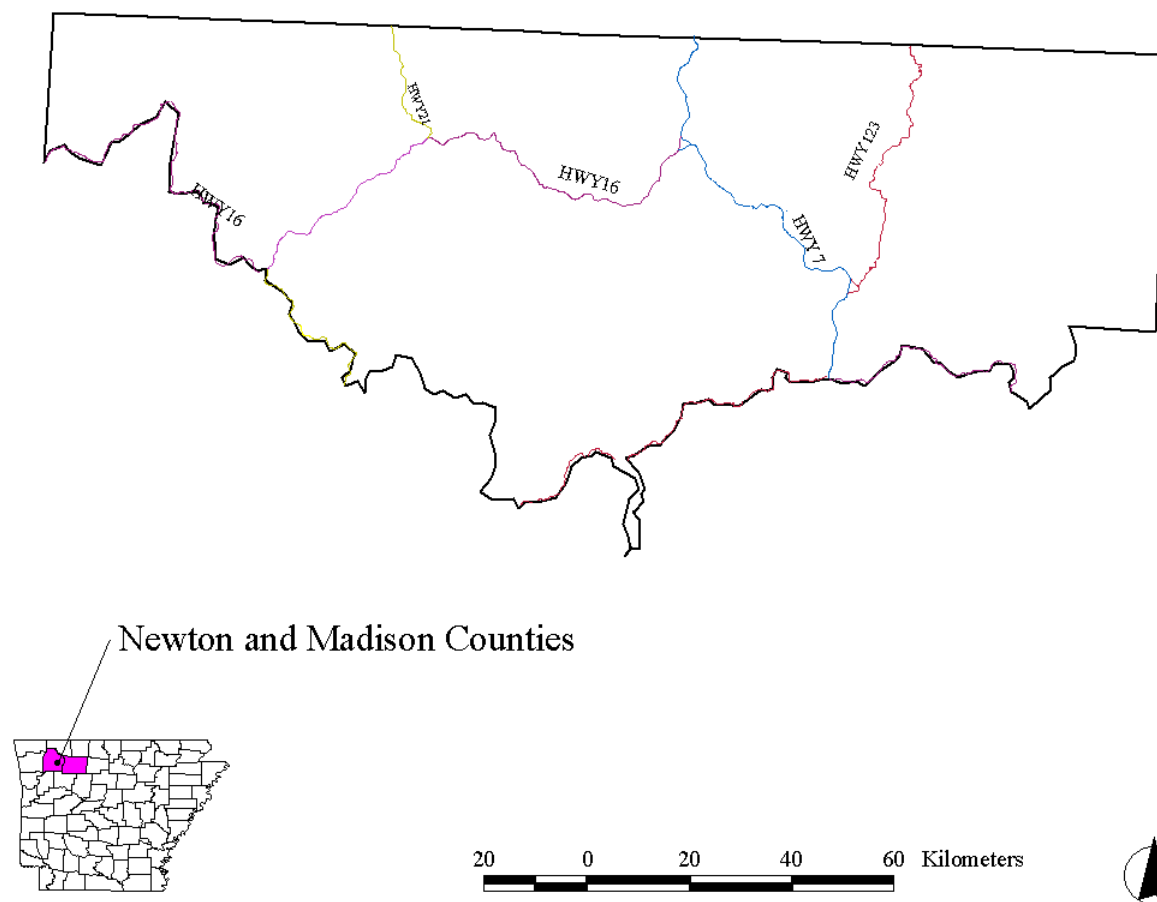 HWY21
HWY123
HWY16
HWY16
HWY 7
Newton and Madison Counties
20 0 20 40 60 Kilometers